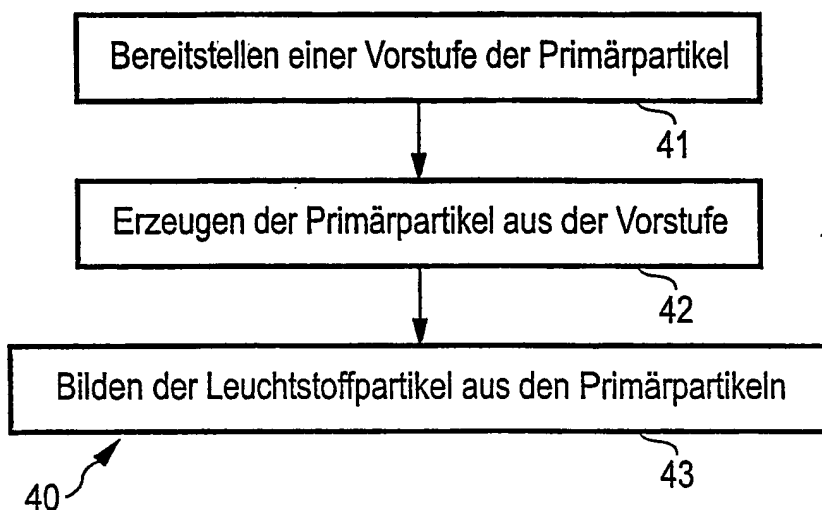 Bereitstellen einer Vorstufe der Primärpartikel
41
Erzeugen der Primärpartikel aus der Vorstufe
42
Bilden der Leuchtstoffpartikel aus den Primärpartikeln
43
40